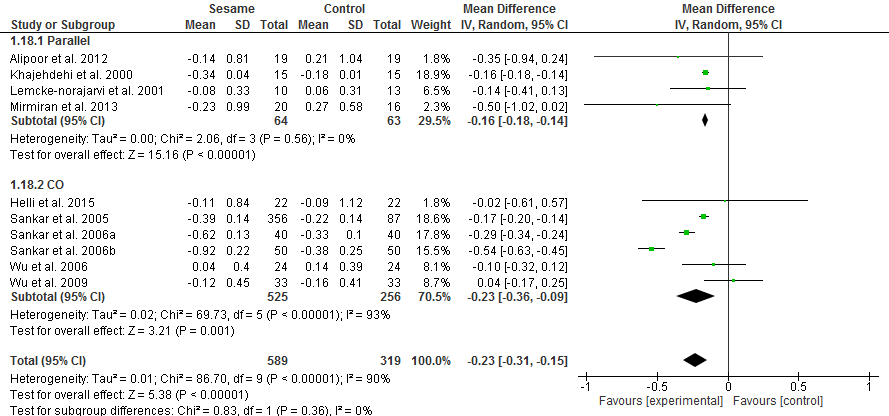 Sesame Control Mean Difference Mean Difference
Study or Subgroup Mean SD Total Mean SD Total Weight IV, Random, 95% CI IV, Random, 95% CI
1.18.1 Parallel
Alipoor et al. 2012 -0.14 0.81 19 0.21 1.04 19 1.8% -0.35 [-0.94, 0.24]
Khajehdehi et al. 2000 -0.34 0.04 15 -0.18 0.01 15 18.9% -0.16 [-0.18, -0.14]
Lemcke-norajarvi et al. 2001 -0.08 0.33 10 0.06 0.31 13 6.5% -0.14 [-0.41, 0.13]
Mirmiran et al. 2013 -0.23 0.99 20 0.27 0.58 16 2.3% -0.50 [-1.02, 0.02]
Subtotal (95% CI) 64 63 29.5% -0.16 [-0.18, -0.14]
Heterogeneity: Tau² = 0.00; Chi² = 2.06, df = 3 (P = 0.56); I² = 0%
Test for overall effect: Z = 15.16 (P < 0.00001)
1.18.2 CO
Helli et al. 2015 -0.11 0.84 22 -0.09 1.12 22 1.8% -0.02 [-0.61, 0.57]
Sankar et al. 2005 -0.39 0.14 356 -0.22 0.14 87 18.6% -0.17 [-0.20, -0.14]
Sankar et al. 2006a -0.62 0.13 40 -0.33 0.1 40 17.7% -0.29 [-0.34, -0.24]
Sankar et al. 2006b -0.92 0.22 50 -0.38 0.25 50 15.5% -0.54 [-0.63, -0.45]
Wu et al. 2006 0.04 0.4 24 0.14 0.39 24 8.1% -0.10 [-0.32, 0.12]
Wu et al. 2009 -0.12 0.45 33 -0.16 0.41 33 8.7% 0.04 [-0.17, 0.25]
Subtotal (95% CI) 525 256 70.5% -0.23 [-0.36, -0.09]
Heterogeneity: Tau² = 0.02; Chi² = 69.73, df = 5 (P < 0.00001); I² = 93%
Test for overall effect: Z = 3.21 (P = 0.001)
Total (95% CI) 589 319 100.0% -0.23 [-0.31, -0.15]
Heterogeneity: Tau² = 0.01; Chi² = 86.70, df = 9 (P < 0.00001); I² = 90%
Test for overall effect: Z = 5.38 (P < 0.00001)
Test for subgroup differences: Chi² = 0.83, df = 1 (P = 0.36), I² = 0%
-1 -0.5 0 0.5 1
Favours [experimental] Favours [control]